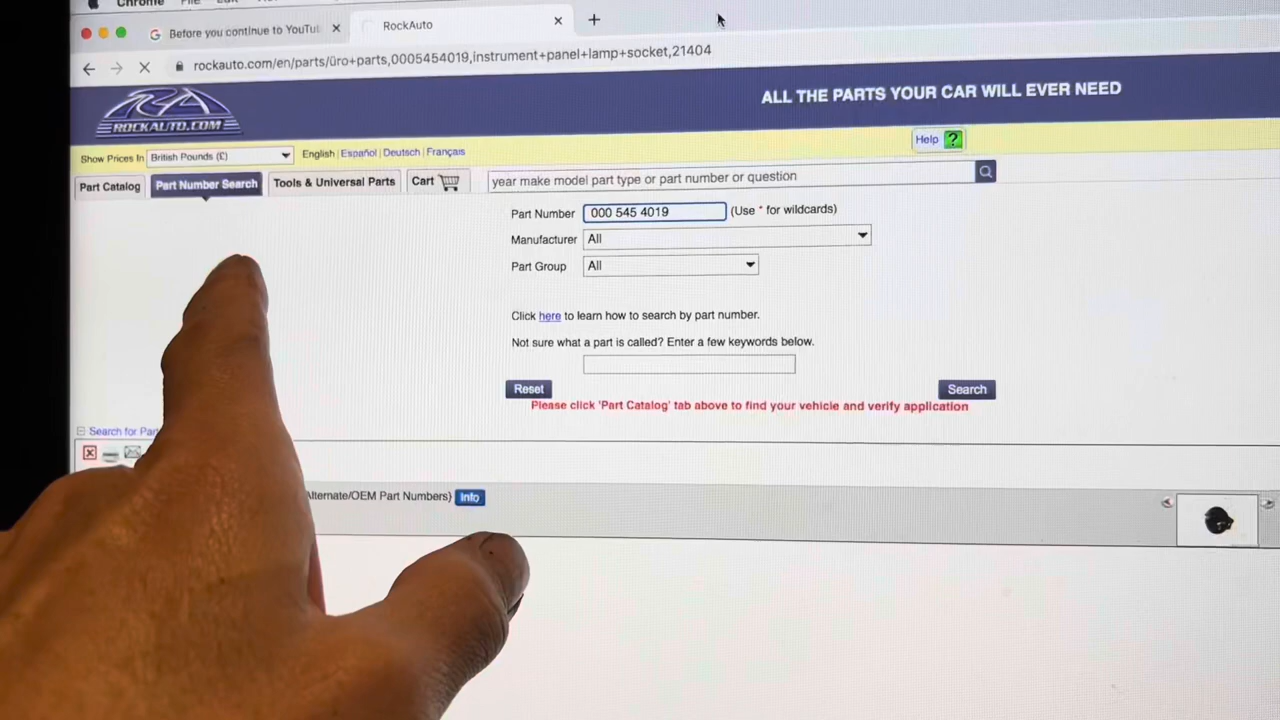 Chrome File Edit
Before you continue to YouTu
RockAuto
rockauto.com/en/parts/üro+parts,0005454019,instrument+panel+lamp+socket,21404
ROCKAUTO.COM
ALL THE PARTS YOUR CAR WILL EVER NEED
Show Prices In British Pounds (£) English | Español | Deutsch | Français
Help ?
Part Catalog Part Number Search Tools & Universal Parts Cart year make model part type or part number or question
Part Number 000 545 4019 (Use * for wildcards)
Manufacturer All
Part Group All
Click here to learn how to search by part number.
Not sure what a part is called? Enter a few keywords below.
Reset Search
Please click 'Part Catalog' tab above to find your vehicle and verify application
Search for Par
Alternate/OEM Part Numbers) Info